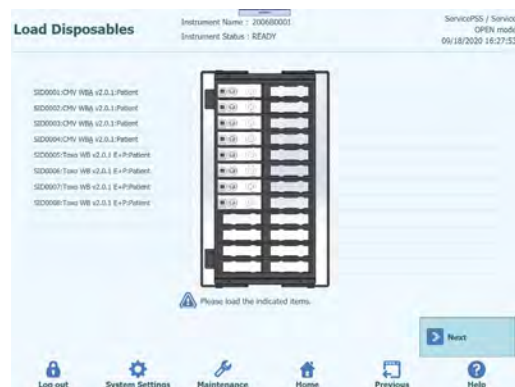 Load Disposables
Instrument Name : 200680001
Instrument Status : READY
ServicePSS / Service
OPEN mode
09/18/2020 16:27:53
SID0001:CMV WBA v2.0.1:Patient
SID0002:CMV WBA v2.0.1:Patient
SID0003:CMV WBA v2.0.1:Patient
SID0004:CMV WBA v2.0.1:Patient
SID0005:Toxo WB v2.0.1 E+P:Patient
SID0006:Toxo WB v2.0.1 E+P:Patient
SID0007:Toxo WB v2.0.1 E+P:Patient
SID0008:Toxo WB v2.0.1 E+P:Patient
Please load the indicated items.
Next
Log out
System Settings
Maintenance
Home
Previous
Help